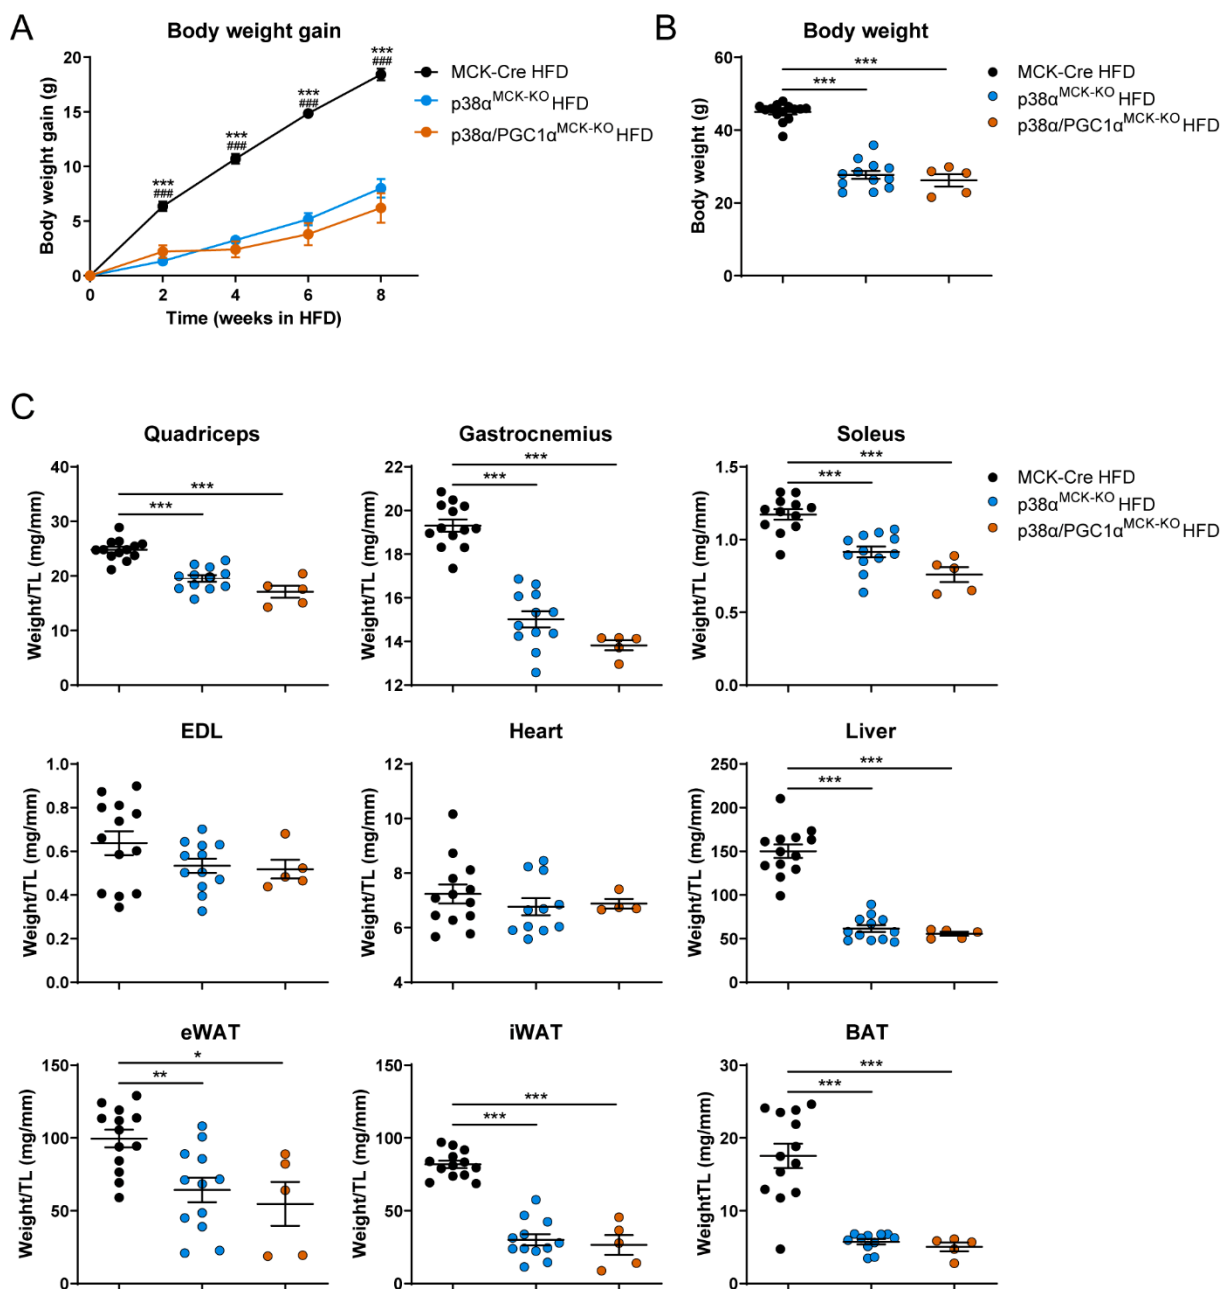 A
Body weight gain
20
15
10
5
0
Body weight gain (g)
***
###
***
###
***
###
***
###
0 2 4 6 8
Time (weeks in HFD)
MCK-Cre HFD
p38α^MCK-KO HFD
p38α/PGC1α^MCK-KO HFD
B
Body weight
60
40
20
0
Body weight (g)
***
***
MCK-Cre HFD
p38α^MCK-KO HFD
p38α/PGC1α^MCK-KO HFD
C
Quadriceps
40
30
20
10
0
Weight/TL (mg/mm)
***
***
Gastrocnemius
22
20
18
16
14
12
Weight/TL (mg/mm)
***
***
Soleus
1.5
1.0
0.5
0.0
Weight/TL (mg/mm)
***
***
MCK-Cre HFD
p38α^MCK-KO HFD
p38α/PGC1α^MCK-KO HFD
EDL
1.0
0.8
0.6
0.4
0.2
0.0
Weight/TL (mg/mm)
Heart
12
10
8
6
4
Weight/TL (mg/mm)
Liver
250
200
150
100
50
0
Weight/TL (mg/mm)
***
***
eWAT
150
100
50
0
Weight/TL (mg/mm)
*
**
iWAT
150
100
50
0
Weight/TL (mg/mm)
***
***
BAT
30
20
10
0
WeightTL (mg/mm)
***
***